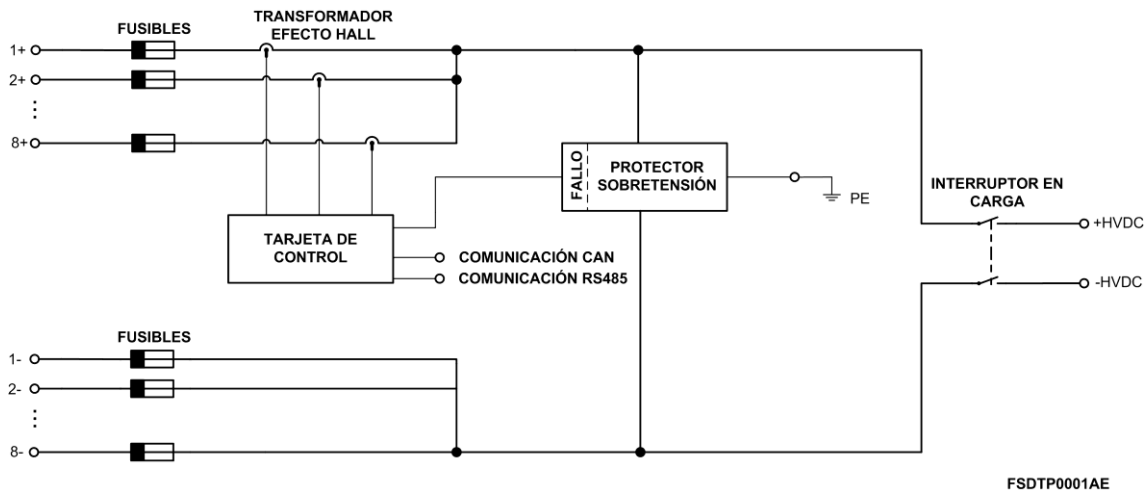 FUSIBLES
TRANSFORMADOR
EFECTO HALL
1+
2+
8+
FALLO
PROTECTOR
SOBRETENSIÓN
PE
INTERRUPTOR EN
CARGA
+HVDC
-HVDC
TARJETA DE
CONTROL
COMUNICACIÓN CAN
COMUNICACIÓN RS485
FUSIBLES
1-
2-
8-
FSDTP0001AE